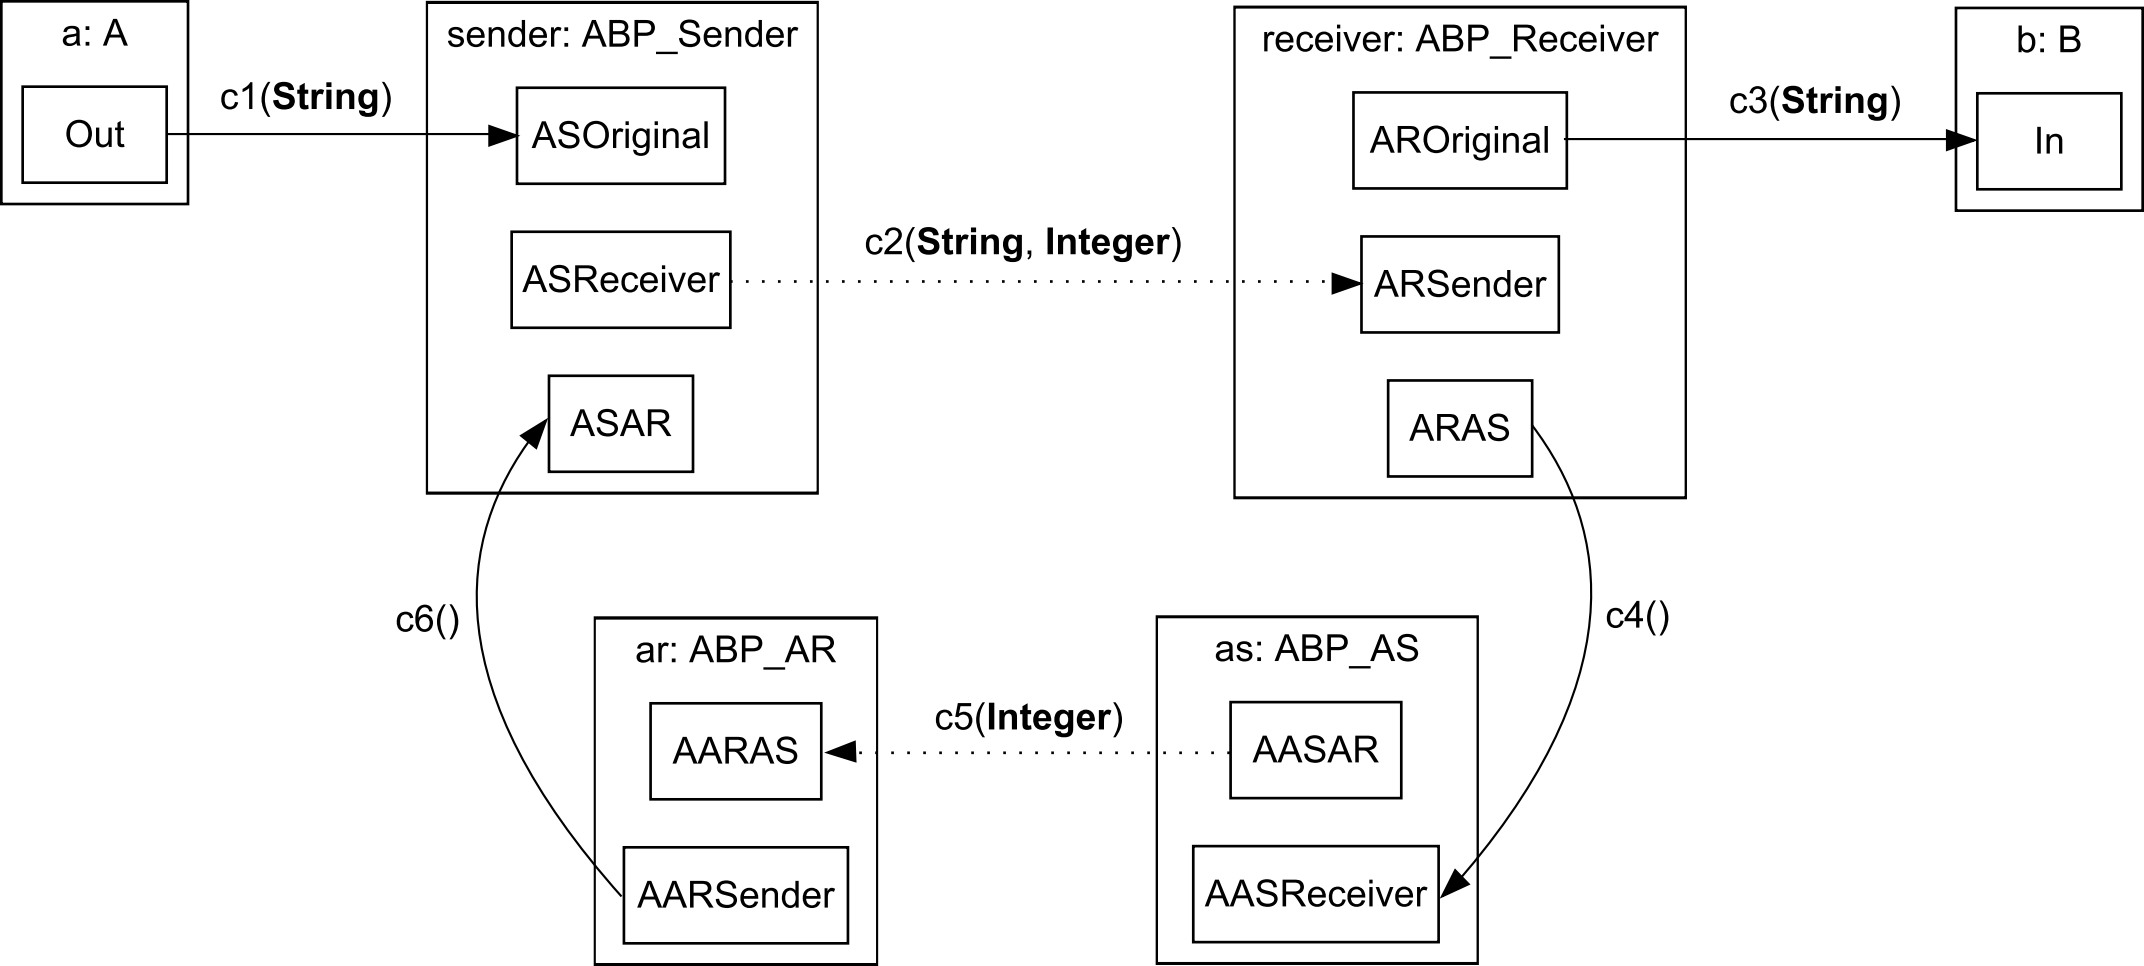 a: A
Out
c1(String)
sender: ABP_Sender
ASOriginal
ASReceiver
ASAR
c2(String, Integer)
receiver: ABP_Receiver
AROriginal
ARSender
ARAS
c3(String)
b: B
In
c6()
ar: ABP_AR
AARAS
AARSender
c5(Integer)
as: ABP_AS
AASAR
AASReceiver
c4()